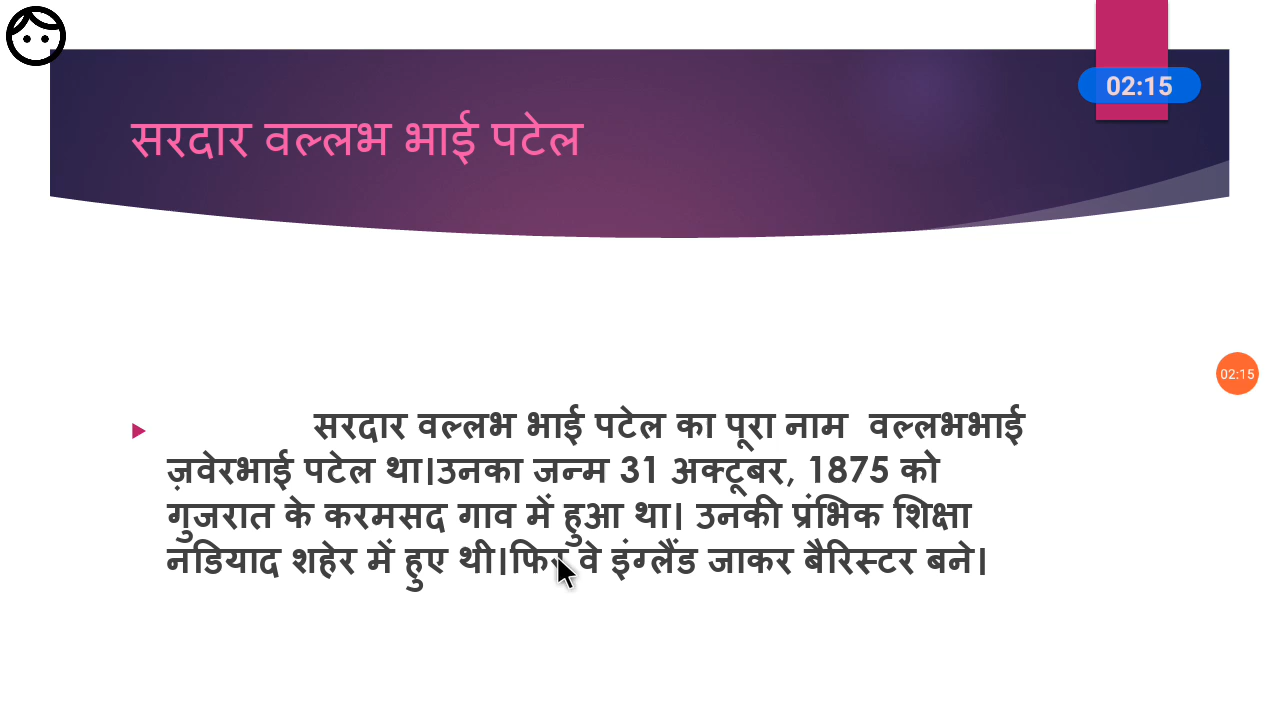 02:15
सरदार वल्लभ भाई पटेल
02:15
सरदार वल्लभ भाई पटेल का पूरा नाम वल्लभभाई
ज़वेरभाई पटेल था।उनका जन्म 31 अक्टूबर, 1875 को
गुजरात के करमसद गाव में हुआ था। उनकी प्रंभिक शिक्षा
नडियाद शहेर में हुए थी।फिर वे इंग्लैंड जाकर बैरिस्टर बने।